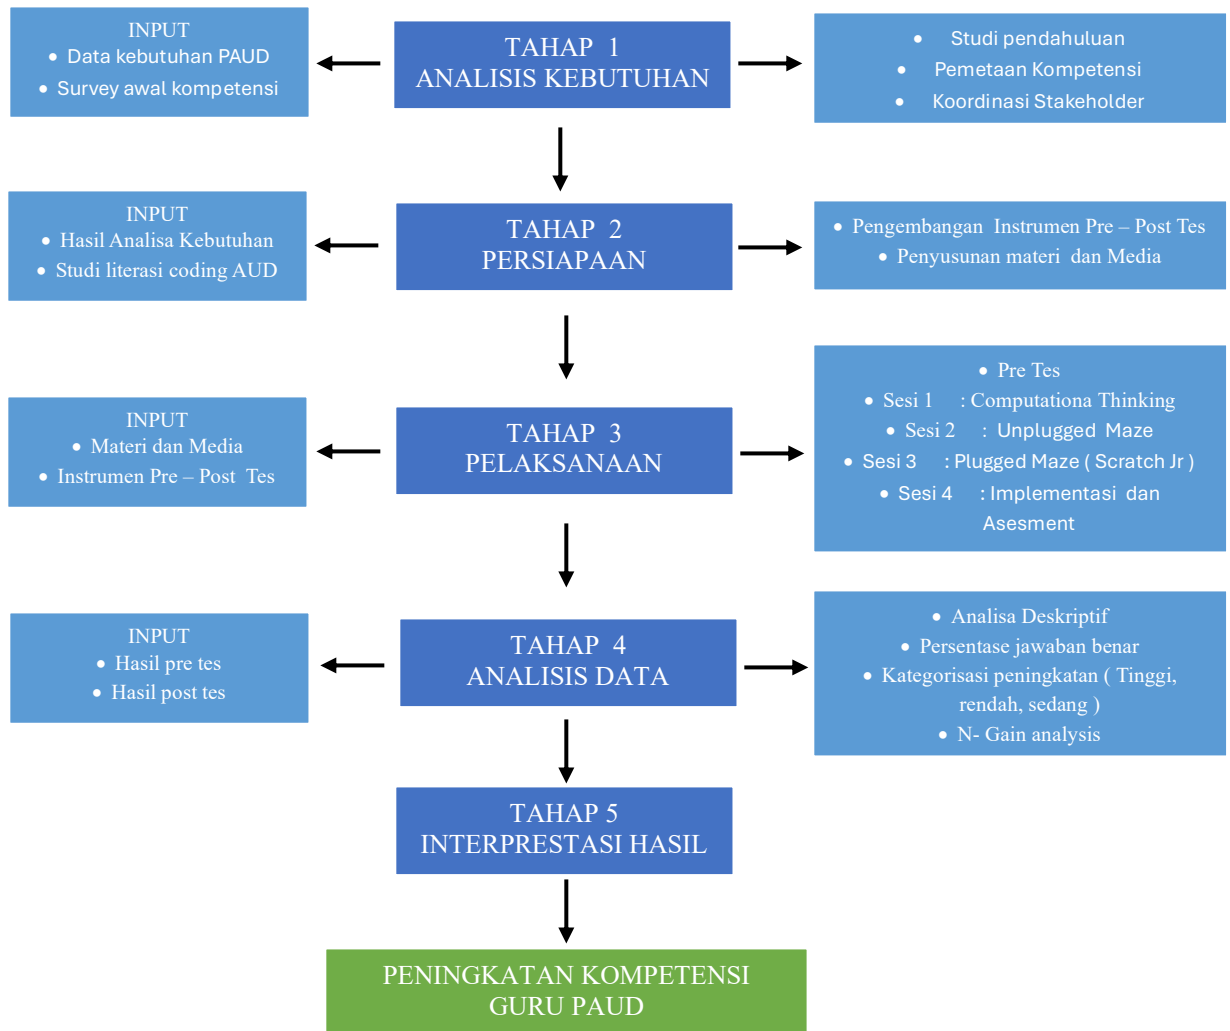 INPUT
• Data kebutuhan PAUD
• Survey awal kompetensi
TAHAP 1
ANALISIS KEBUTUHAN
• Studi pendahuluan
• Pemetaan Kompetensi
• Koordinasi Stakeholder
INPUT
• Hasil Analisa Kebutuhan
• Studi literasi coding AUD
TAHAP 2
PERSIAPAAN
• Pengembangan Instrumen Pre – Post Tes
• Penyusunan materi dan Media
INPUT
• Materi dan Media
• Instrumen Pre – Post Tes
TAHAP 3
PELAKSANAAN
• Pre Tes
• Sesi 1 : Computationa Thinking
• Sesi 2 : Unplugged Maze
• Sesi 3 : Plugged Maze ( Scratch Jr )
• Sesi 4 : Implementasi dan
Asesment
INPUT
• Hasil pre tes
• Hasil post tes
TAHAP 4
ANALISIS DATA
• Analisa Deskriptif
• Persentase jawaban benar
• Kategorisasi peningkatan ( Tinggi,
rendah, sedang )
• N- Gain analysis
TAHAP 5
INTERPRESTASI HASIL
PENINGKATAN KOMPETENSI
GURU PAUD